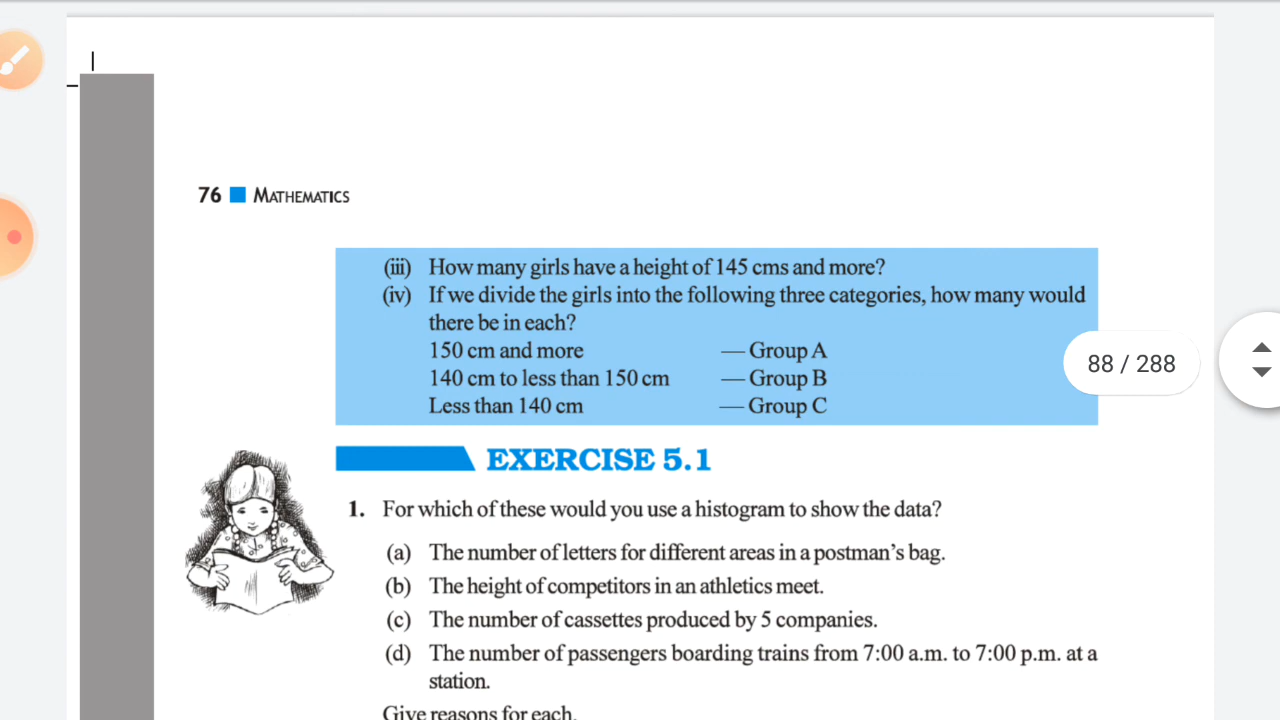 76 MATHEMATICS
(iii) How many girls have a height of 145 cms and more?
(iv) If we divide the girls into the following three categories, how many would
there be in each?
150 cm and more — Group A
140 cm to less than 150 cm — Group B
Less than 140 cm — Group C
88 / 288
EXERCISE 5.1
1. For which of these would you use a histogram to show the data?
(a) The number of letters for different areas in a postman’s bag.
(b) The height of competitors in an athletics meet.
(c) The number of cassettes produced by 5 companies.
(d) The number of passengers boarding trains from 7:00 a.m. to 7:00 p.m. at a
station.
Give reasons for each.